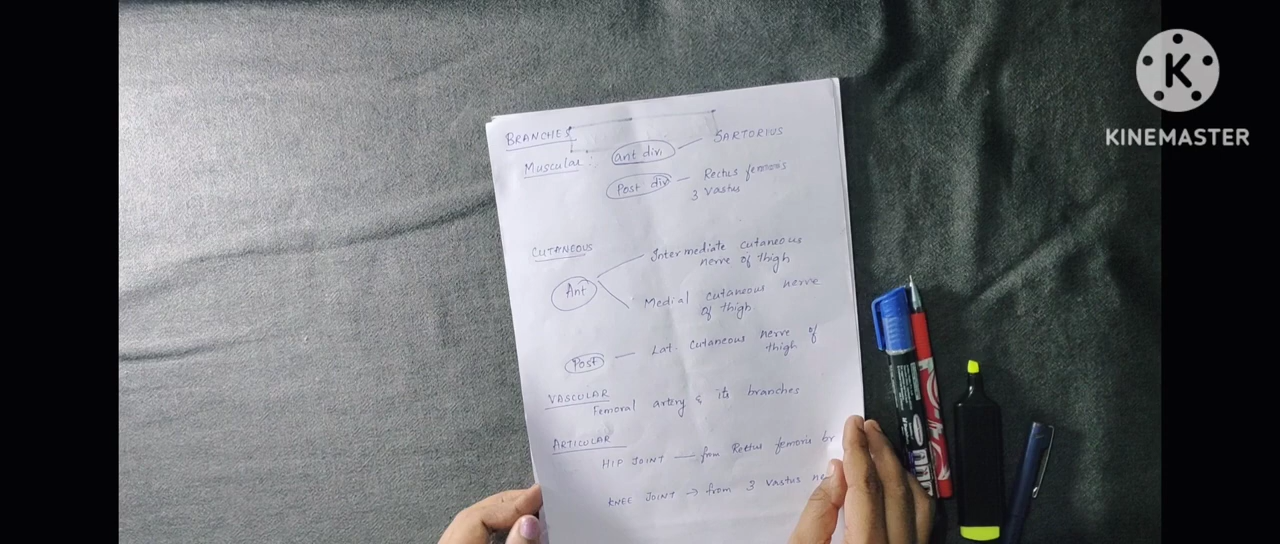 K
KINEMASTER
BRANCHES
Muscular :.
ant divi
SARTORIUS
Post div
Rectus femoris
3 Vastus
CUTANEOUS
Ant
Intermediate cutaneous
nerve of thigh
Medial cutaneous nerve
of thigh
Post
Lat. cutaneous nerve of
thigh
VASCULAR
Femoral artery & its branches
ARTICULAR
HIP JOINT — from Rectus femoris br
KNEE JOINT → from 3 vastus ne